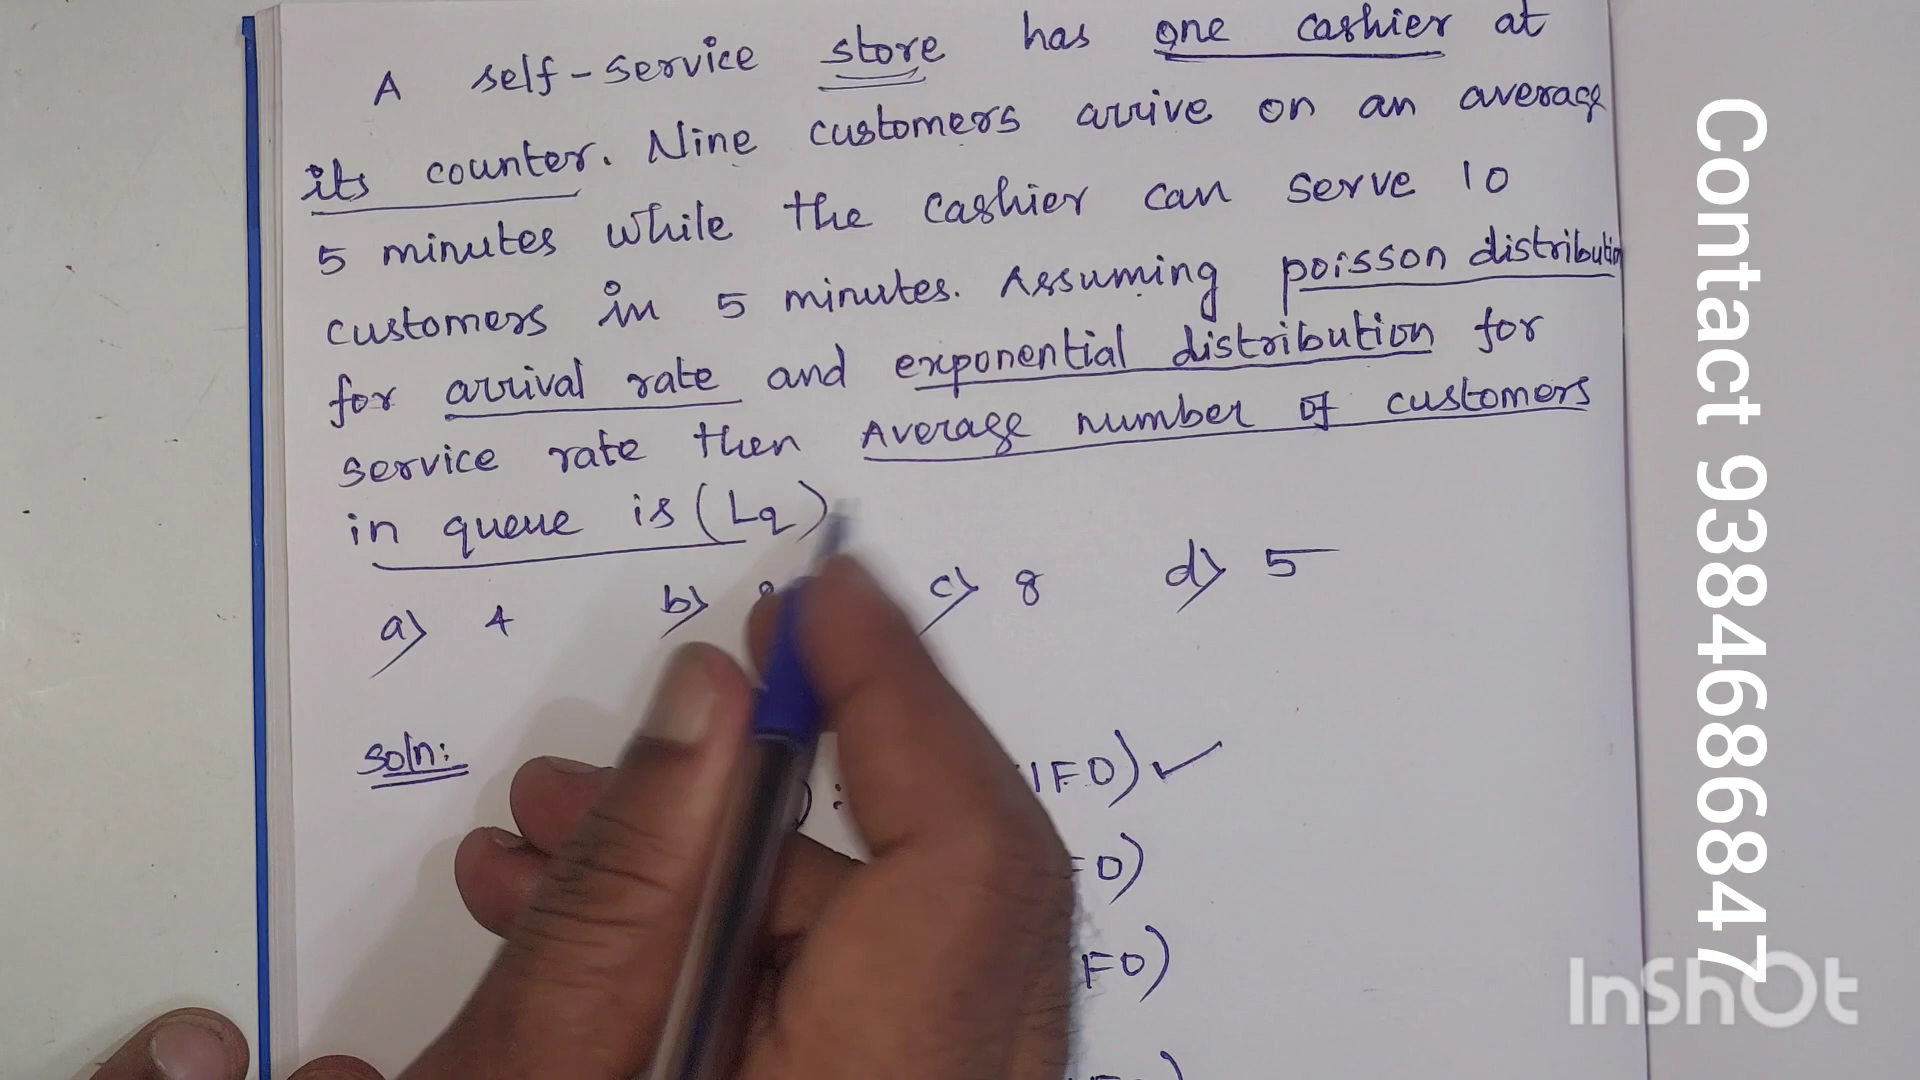 A self-service store has one cashier at
its counter. Nine customers arrive on an average
5 minutes while the cashier can serve 10
customers in 5 minutes. Assuming poisson distribution
for arrival rate and exponential distribution for
service rate then Average number of customers
in queue is (Lq)
a) 4 b) c) 8 d) 5
Soln:
IFO) ✓
FO)
FO)
Contact 9384686847
InShOt